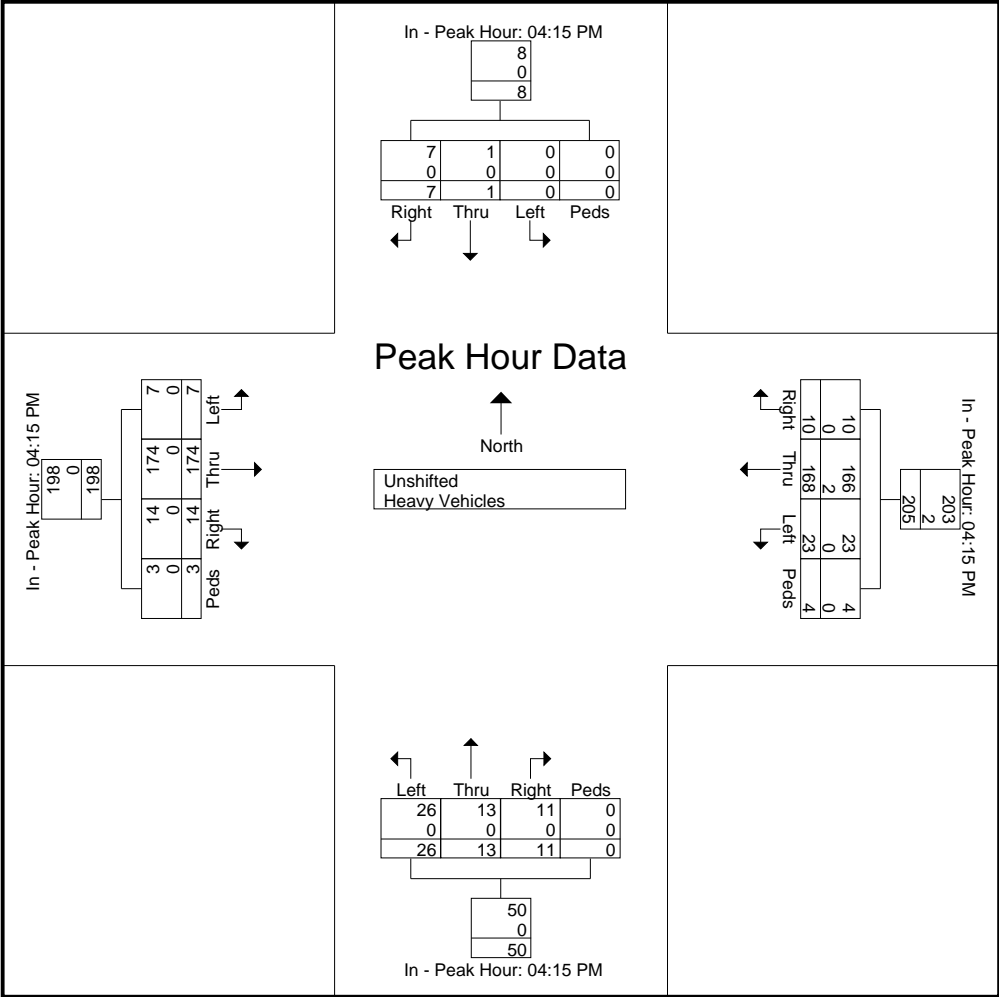 In - Peak Hour: 04:15 PM
8
0
8
7 1 0 0
0 0 0 0
7 1 0 0
Right Thru Left Peds
Peak Hour Data
North
Unshifted
Heavy Vehicles
In - Peak Hour: 04:15 PM
198
0
198
7 174 14 3
0 0 0 0
7 174 14 3
Left Thru Right Peds
In - Peak Hour: 04:15 PM
203
2
205
10 166 23 4
0 2 0 0
10 168 23 4
Right Thru Left Peds
Left Thru Right Peds
26 13 11 0
0 0 0 0
26 13 11 0
50
0
50
In - Peak Hour: 04:15 PM